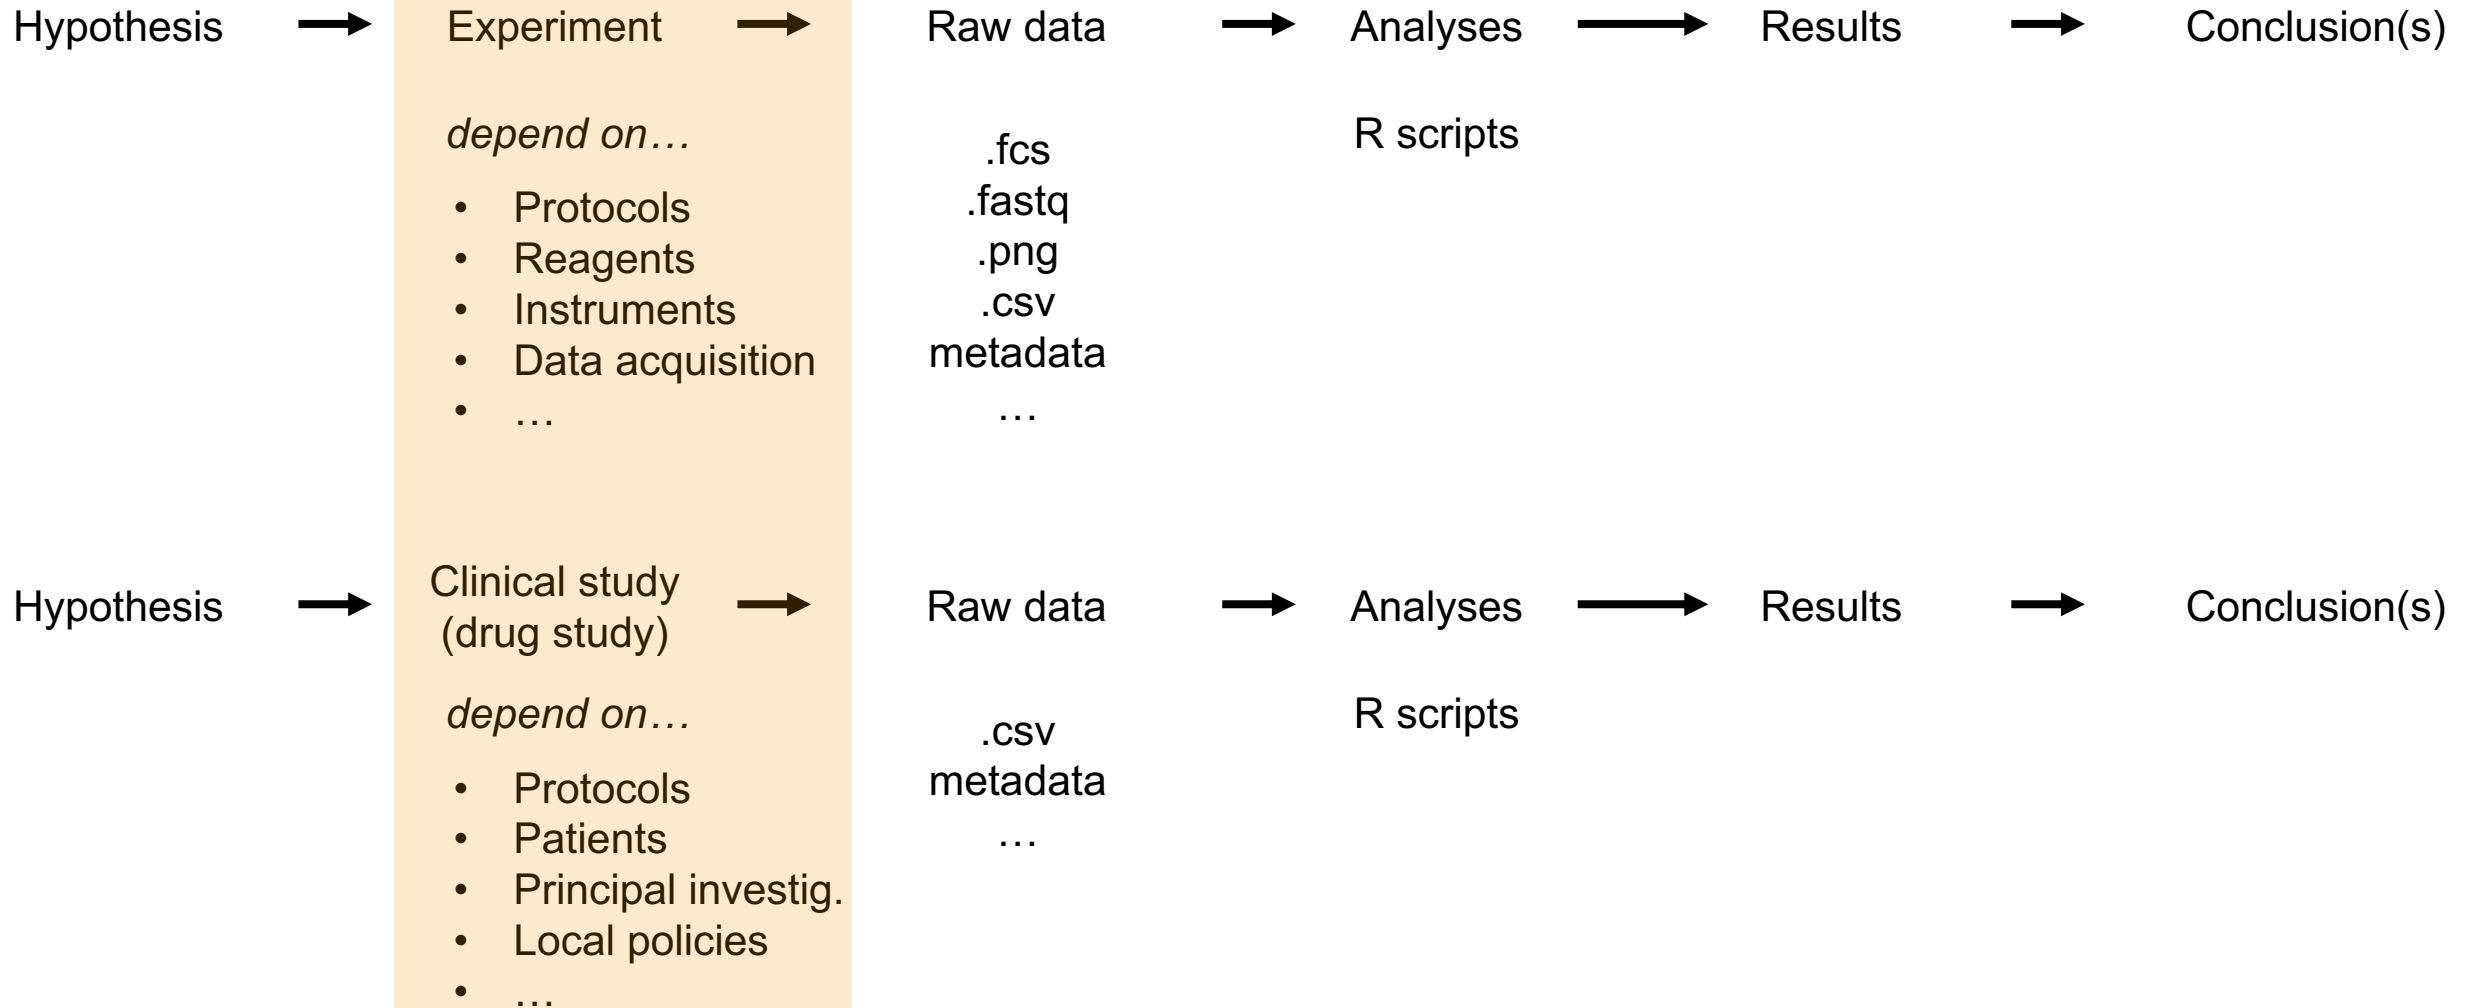 Hypothesis Experiment Raw data Analyses Results Conclusion(s)
depend on…
• Protocols
• Reagents
• Instruments
• Data acquisition
• …
.fcs
.fastq
.png
.csv
metadata
…
R scripts
Hypothesis Clinical study
(drug study) Raw data Analyses Results Conclusion(s)
depend on…
• Protocols
• Patients
• Principal investig.
• Local policies
• …
.csv
metadata
…
R scripts